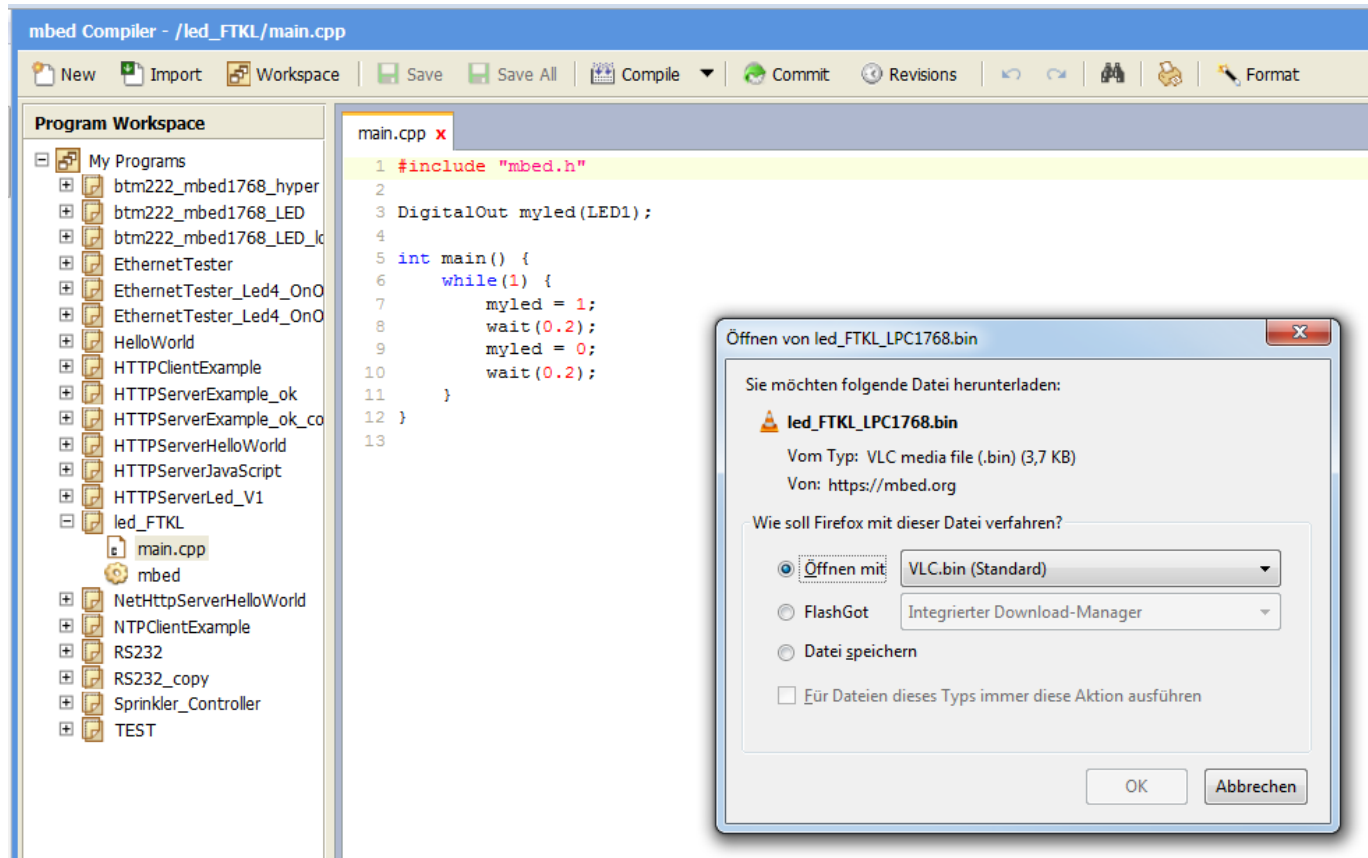 mbed Compiler - /led_FTKL/main.cpp
New Import Workspace Save Save All Compile Commit Revisions Format
Program Workspace
My Programs
btm222_mbed1768_hyper
btm222_mbed1768_LED
btm222_mbed1768_LED_lc
EthernetTester
EthernetTester_Led4_OnO
EthernetTester_Led4_OnO
HelloWorld
HTTPClientExample
HTTPServerExample_ok
HTTPServerExample_ok_co
HTTPServerHelloWorld
HTTPServerJavaScript
HTTPServerLed_V1
led_FTKL
main.cpp
mbed
NetHttpServerHelloWorld
NTPClientExample
RS232
RS232_copy
Sprinkler_Controller
TEST
main.cpp x
1 #include "mbed.h"
2
3 DigitalOut myled(LED1);
4
5 int main() {
6     while(1) {
7         myled = 1;
8         wait(0.2);
9         myled = 0;
10         wait(0.2);
11     }
12 }
13
Öffnen von led_FTKL_LPC1768.bin
Sie möchten folgende Datei herunterladen:
led_FTKL_LPC1768.bin
Vom Typ: VLC media file (.bin) (3,7 KB)
Von: https://mbed.org
Wie soll Firefox mit dieser Datei verfahren?
Öffnen mit VLC.bin (Standard)
FlashGot Integrierter Download-Manager
Datei speichern
Für Dateien dieses Typs immer diese Aktion ausführen
OK Abbrechen